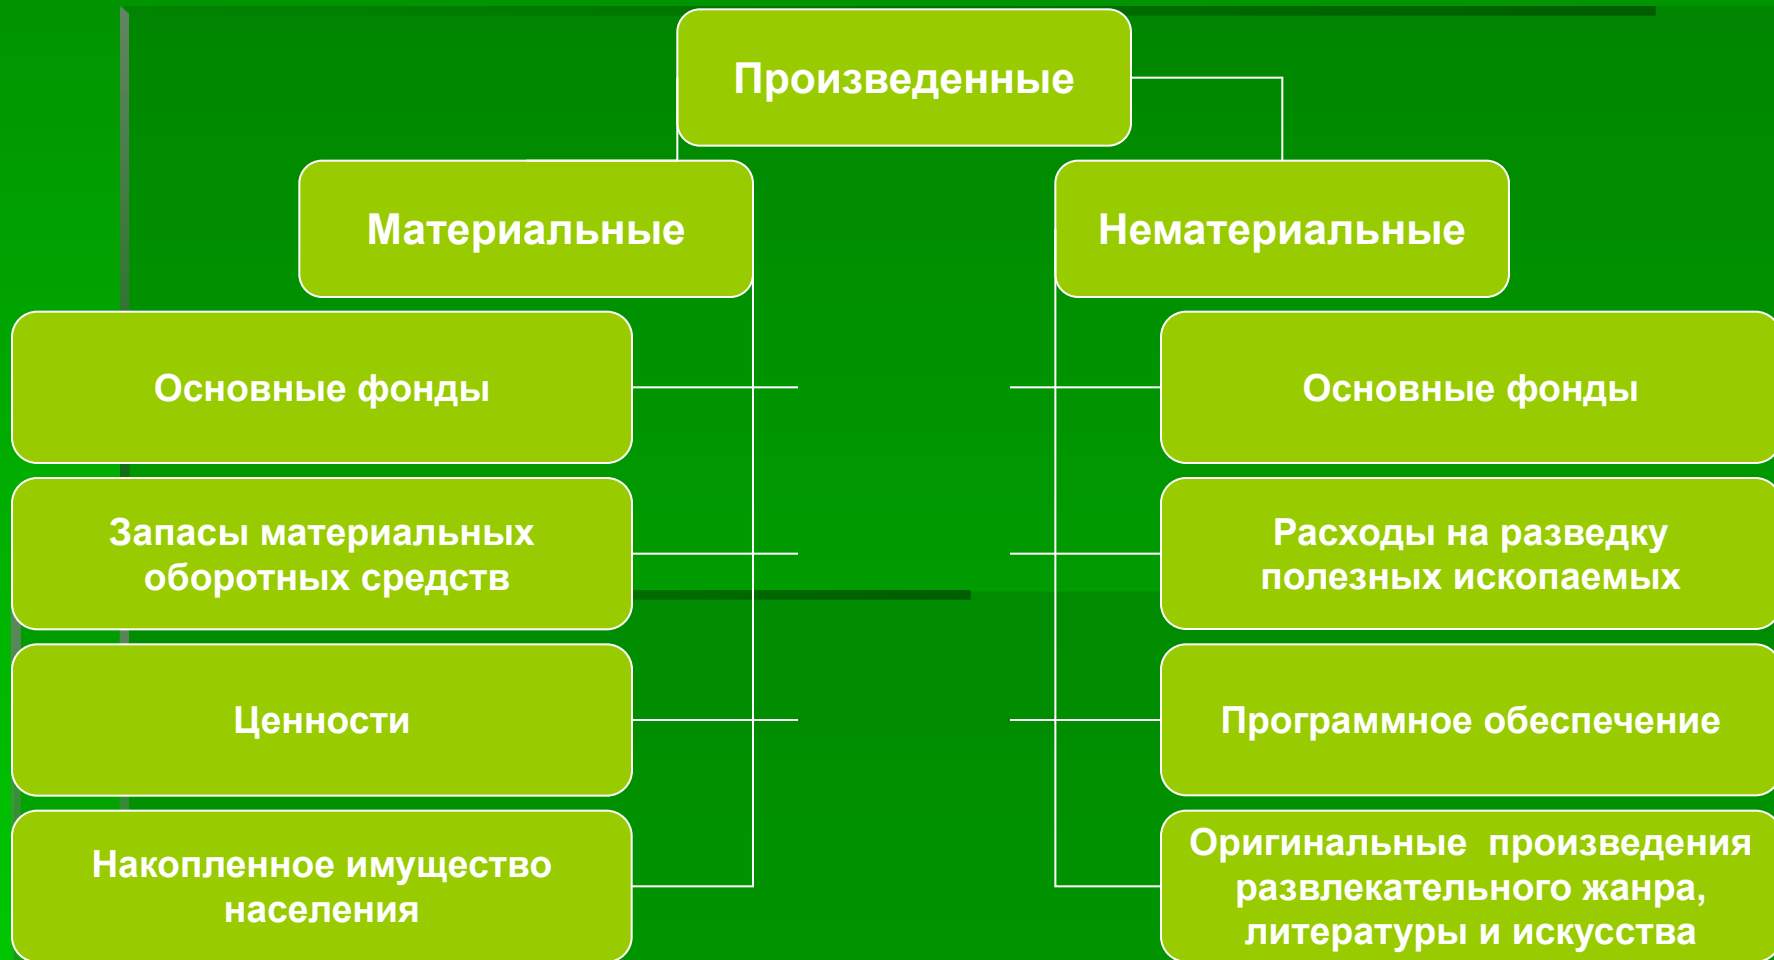 Произведенные
Материальные
Нематериальные
Основные фонды
Запасы материальных
оборотных средств
Ценности
Накопленное имущество
населения
Основные фонды
Расходы на разведку
полезных ископаемых
Программное обеспечение
Оригинальные  произведения
развлекательного жанра,
литературы и искусства